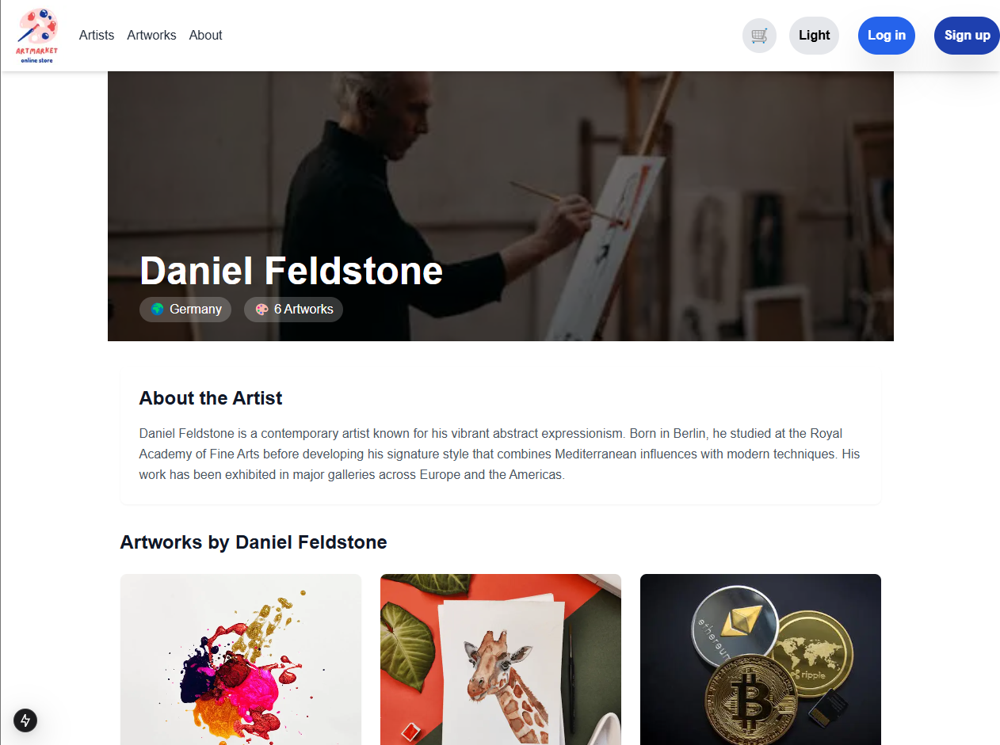 ARTMARKET
online store
Artists Artworks About
Light Log in Sign up
Daniel Feldstone
Germany 6 Artworks
About the Artist
Daniel Feldstone is a contemporary artist known for his vibrant abstract expressionism. Born in Berlin, he studied at the Royal
Academy of Fine Arts before developing his signature style that combines Mediterranean influences with modern techniques. His
work has been exhibited in major galleries across Europe and the Americas.
Artworks by Daniel Feldstone
ethereum
ripple